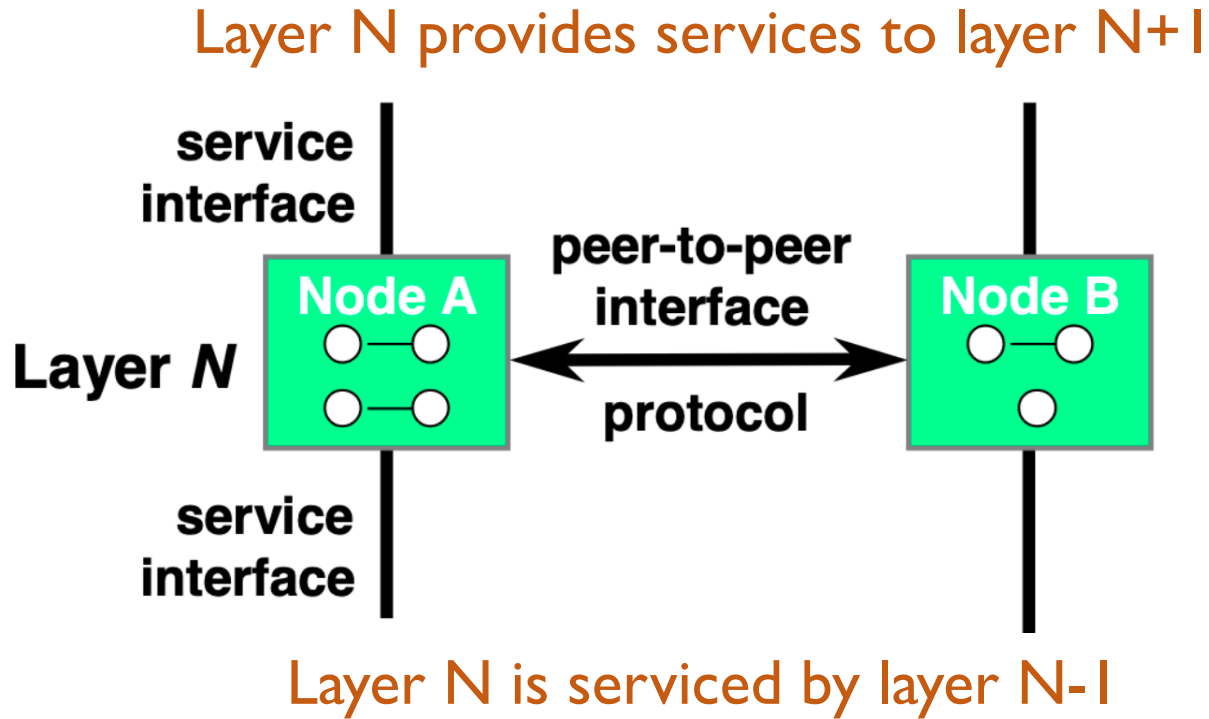 Layer N provides services to layer N+1
service
interface
peer-to-peer
interface
Node A
Node B
Layer N
protocol
service
interface
Layer N is serviced by layer N-1